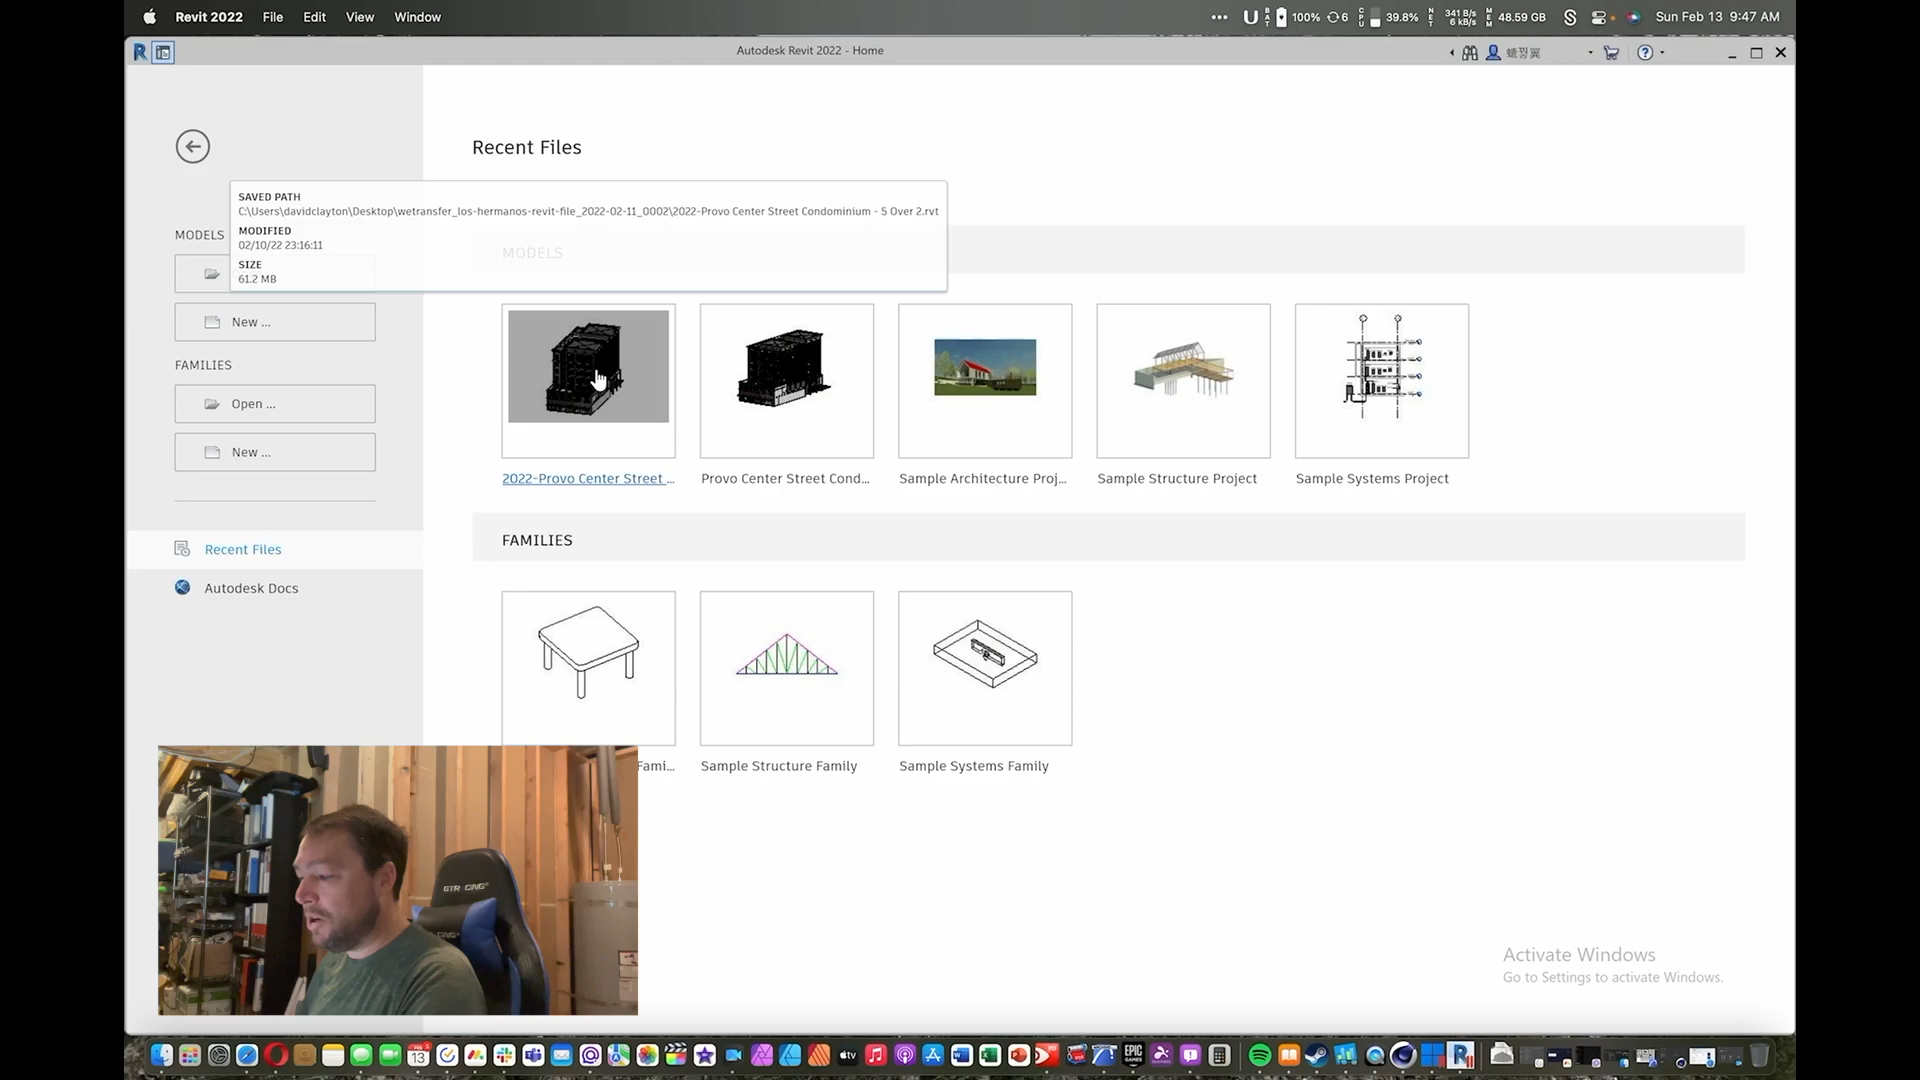 Revit 2022 File Edit View Window
100% 6 39.8% 341 B/s 6 kB/s 48.59 GB Sun Feb 13 9:47 AM
Autodesk Revit 2022 - Home
Recent Files
SAVED PATH
C:\Users\davidclayton\Desktop\wetransfer_los-hermanos-revit-file_2022-02-11_0002\2022-Provo Center Street Condominium - 5 Over 2.rvt
MODIFIED
02/10/22 23:16:11
SIZE
61.2 MB
MODELS
New ...
FAMILIES
Open ...
New ...
Recent Files
Autodesk Docs
MODELS
2022-Provo Center Street ...
Provo Center Street Cond...
Sample Architecture Proj...
Sample Structure Project
Sample Systems Project
FAMILIES
Fami...
Sample Structure Family
Sample Systems Family
GTRACING
Activate Windows
Go to Settings to activate Windows.